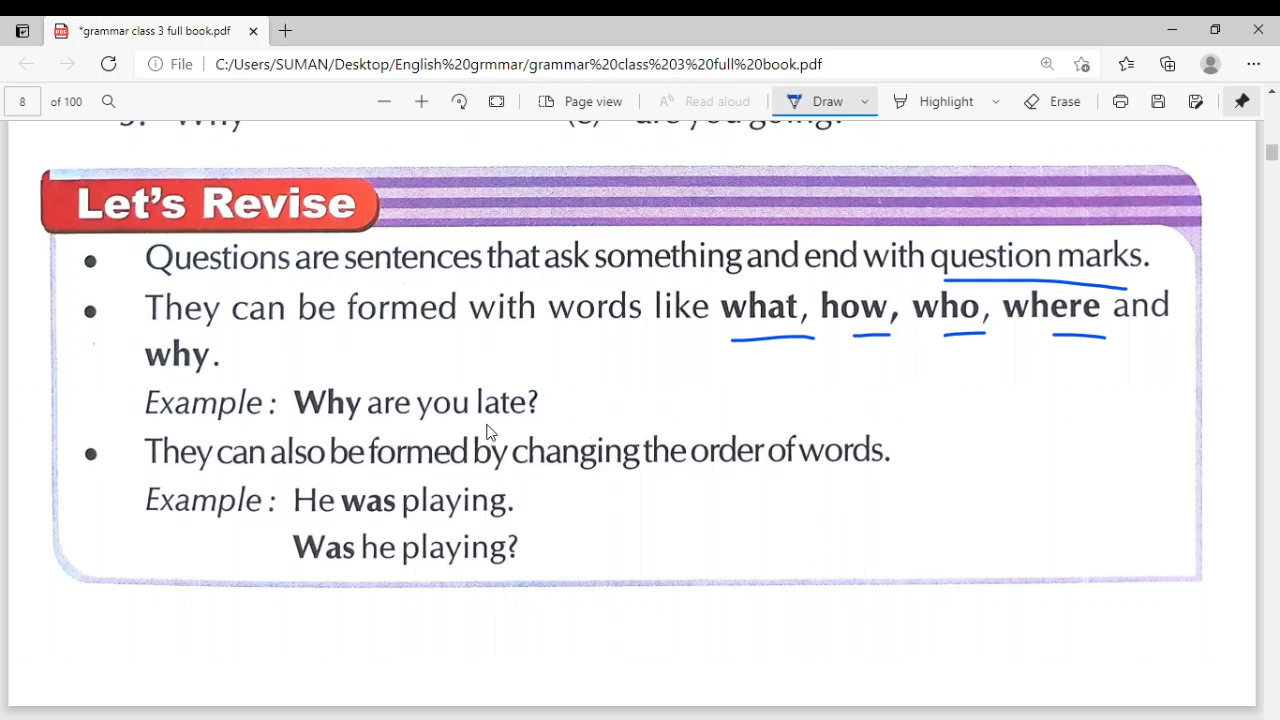 *grammar class 3 full book.pdf
File C:/Users/SUMAN/Desktop/English%20grmmar/grammar%20class%203%20full%20book.pdf
8 of 100 Page view Read aloud Draw Highlight Erase
Why are you going?
Let's Revise
• Questions are sentences that ask something and end with question marks.
• They can be formed with words like what, how, who, where and
why.
Example : Why are you late?
• They can also be formed by changing the order of words.
Example : He was playing.
Was he playing?